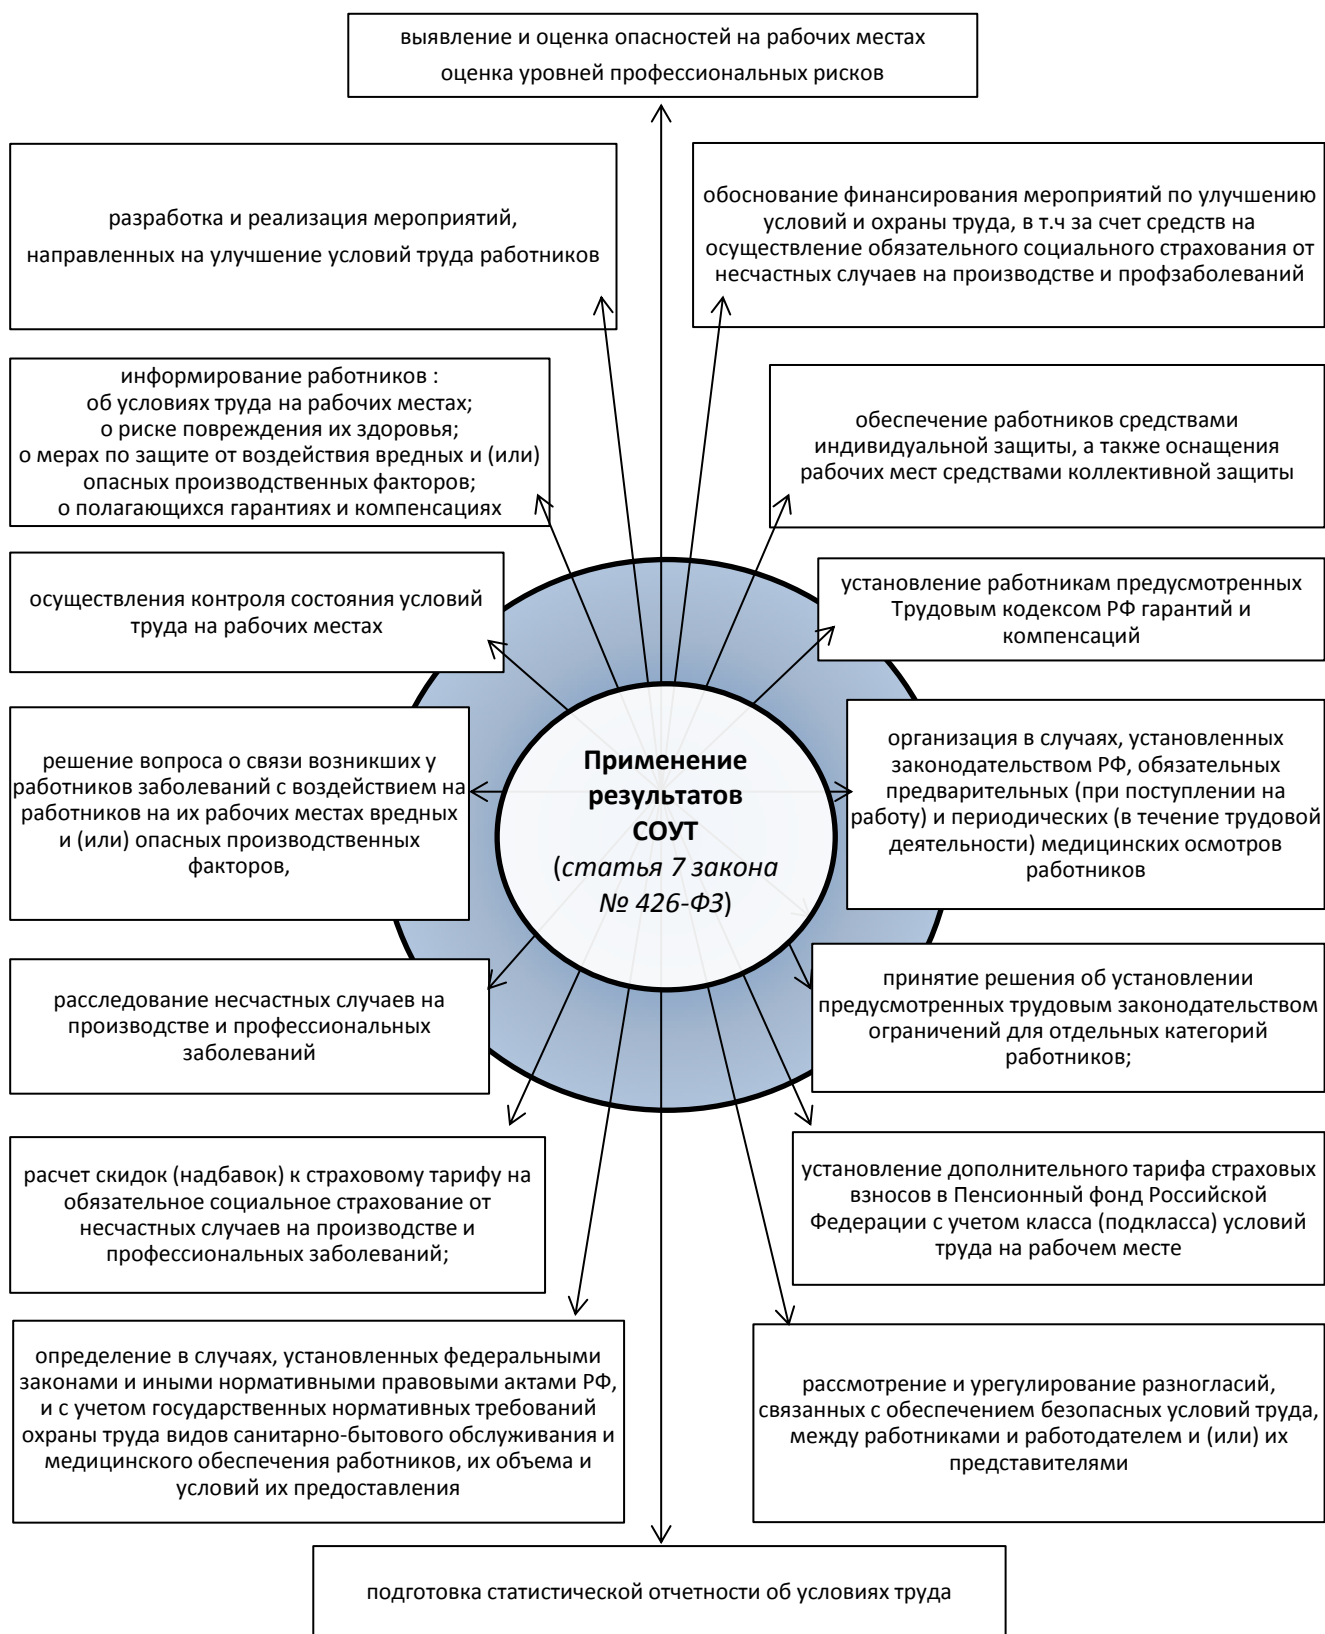 выявление и оценка опасностей на рабочих местах
оценка уровней профессиональных рисков
разработка и реализация мероприятий,
направленных на улучшение условий труда работников
обоснование финансирования мероприятий по улучшению
условий и охраны труда, в т.ч за счет средств на
осуществление обязательного социального страхования от
несчастных случаев на производстве и профзаболеваний
информирование работников :
об условиях труда на рабочих местах;
о риске повреждения их здоровья;
о мерах по защите от воздействия вредных и (или)
опасных производственных факторов;
о полагающихся гарантиях и компенсациях
обеспечение работников средствами
индивидуальной защиты, а также оснащения
рабочих мест средствами коллективной защиты
осуществления контроля состояния условий
труда на рабочих местах
установление работникам предусмотренных
Трудовым кодексом РФ гарантий и
компенсаций
решение вопроса о связи возникших у
работников заболеваний с воздействием на
работников на их рабочих местах вредных
и (или) опасных производственных
факторов,
Применение
результатов
СОУТ
(статья 7 закона
№ 426-ФЗ)
организация в случаях, установленных
законодательством РФ, обязательных
предварительных (при поступлении на
работу) и периодических (в течение трудовой
деятельности) медицинских осмотров
работников
расследование несчастных случаев на
производстве и профессиональных
заболеваний
принятие решения об установлении
предусмотренных трудовым законодательством
ограничений для отдельных категорий
работников;
расчет скидок (надбавок) к страховому тарифу на
обязательное социальное страхование от
несчастных случаев на производстве и
профессиональных заболеваний;
установление дополнительного тарифа страховых
взносов в Пенсионный фонд Российской
Федерации с учетом класса (подкласса) условий
труда на рабочем месте
определение в случаях, установленных федеральными
законами и иными нормативными правовыми актами РФ,
и с учетом государственных нормативных требований
охраны труда видов санитарно-бытового обслуживания и
медицинского обеспечения работников, их объема и
условий их предоставления
рассмотрение и урегулирование разногласий,
связанных с обеспечением безопасных условий труда,
между работниками и работодателем и (или) их
представителями
подготовка статистической отчетности об условиях труда